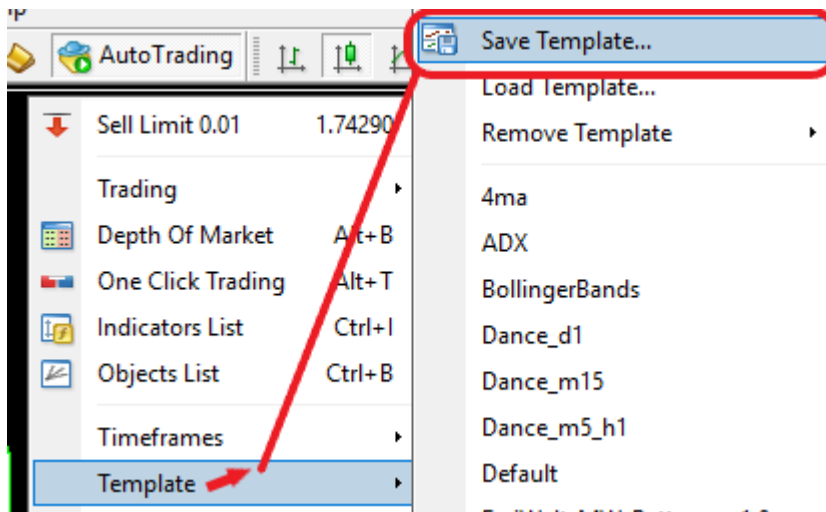 AutoTrading
Sell Limit 0.01 1.74290
Trading
Depth Of Market Alt+B
One Click Trading Alt+T
Indicators List Ctrl+I
Objects List Ctrl+B
Timeframes
Template
Save Template...
Load Template...
Remove Template
4ma
ADX
BollingerBands
Dance_d1
Dance_m15
Dance_m5_h1
Default